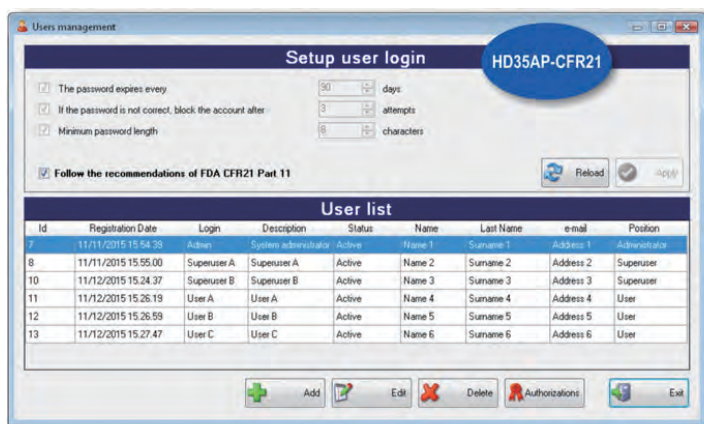 Users management
Setup user login
HD35AP-CFR21
The password expires every 90 days
If the password is not correct, block the account after 3 attempts
Minimum password length 8 characters
Follow the recommendations of FDA CFR21 Part 11
Reload Apply
User list
Id Registration Date Login Description Status Name Last Name e-mail Position
7 11/11/2015 15.54.39 Admin System administrator Active Name 1 Surname 1 Address 1 Administrator
8 11/11/2015 15.55.00 Superuser A Superuser A Active Name 2 Surname 2 Address 2 Superuser
10 11/12/2015 15.24.37 Superuser B Superuser B Active Name 3 Surname 3 Address 3 Superuser
11 11/12/2015 15.26.19 User A User A Active Name 4 Surname 4 Address 4 User
12 11/12/2015 15.26.59 User B User B Active Name 5 Surname 5 Address 5 User
13 11/12/2015 15.27.47 User C User C Active Name 6 Surname 6 Address 6 User
Add Edit Delete Authorizations Exit